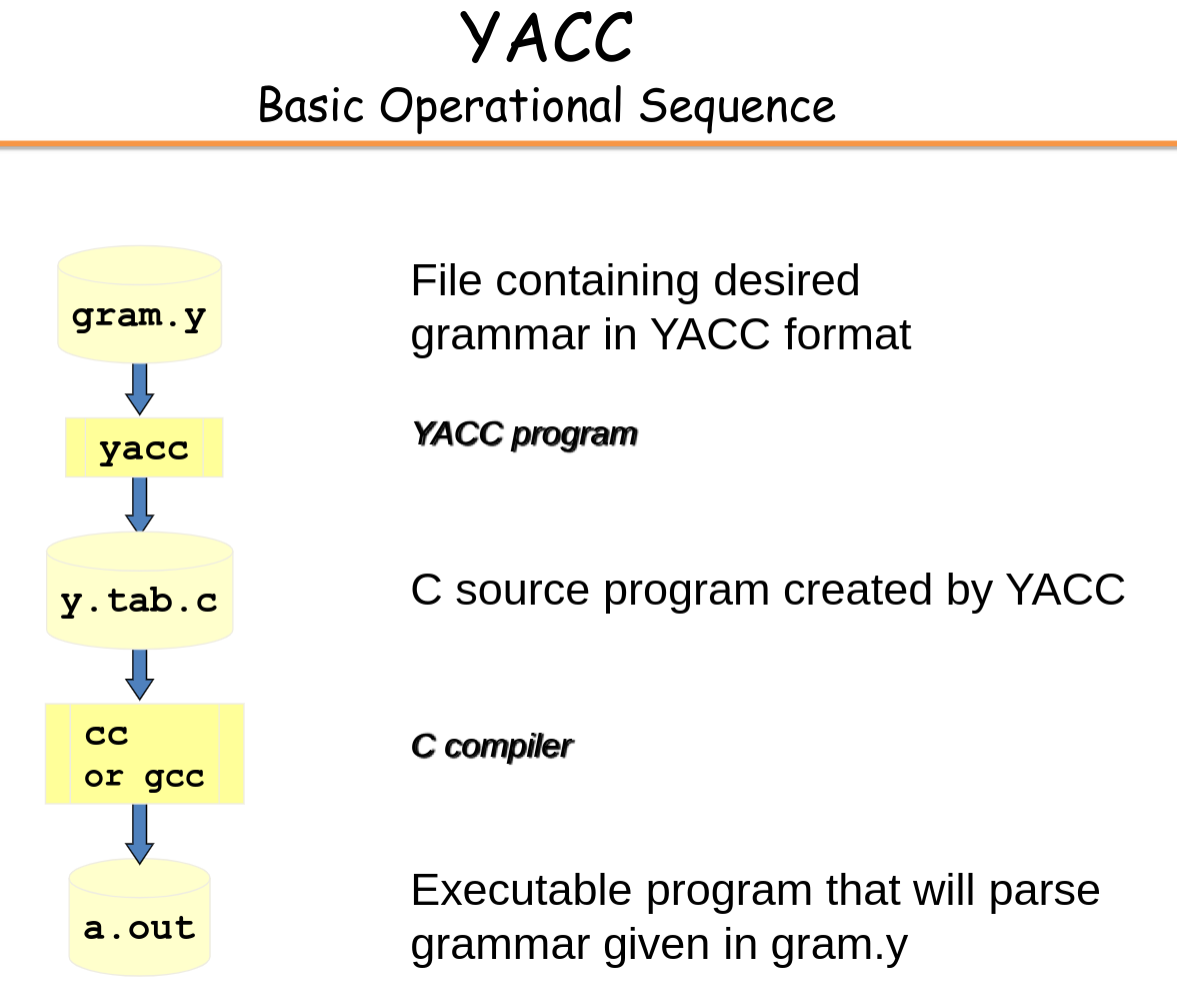 YACC
Basic Operational Sequence
gram.y
File containing desired
grammar in YACC format
yacc
YACC program
y.tab.c
C source program created by YACC
cc
or gcc
C compiler
a.out
Executable program that will parse
grammar given in gram.y